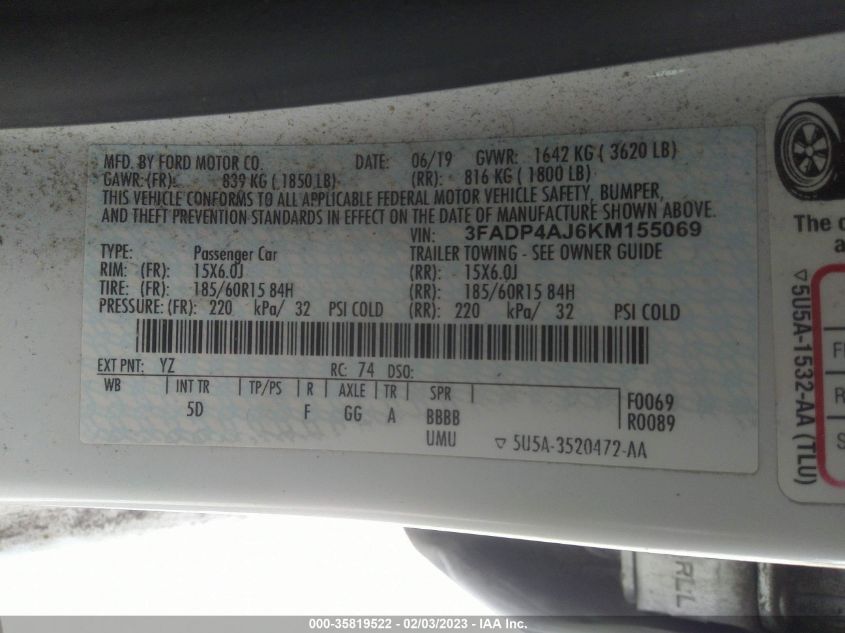 MFD. BY FORD MOTOR CO. DATE: 06/19 GVWR: 1642 KG ( 3620 LB)
GAWR: (FR): 839 KG ( 1850 LB) (RR): 816 KG ( 1800 LB)
THIS VEHICLE CONFORMS TO ALL APPLICABLE FEDERAL MOTOR VEHICLE SAFETY, BUMPER,
AND THEFT PREVENTION STANDARDS IN EFFECT ON THE DATE OF MANUFACTURE SHOWN ABOVE.
VIN: 3FADP4AJ6KM155069
TYPE: Passenger Car TRAILER TOWING - SEE OWNER GUIDE
RIM: (FR): 15X6.0J (RR): 15X6.0J
TIRE: (FR): 185/60R15 84H (RR): 185/60R15 84H
PRESSURE: (FR): 220 kPa/ 32 PSI COLD (RR): 220 kPa/ 32 PSI COLD
EXT PNT: YZ RC: 74 DSO:
WB INT TR TP/PS R AXLE TR SPR F0069
5D F GG A BBBB R0089
UMU ▽ 5U5A-3520472-AA
The
▽ 5U5A-1532-AA (TLU)
000-35819522 - 02/03/2023 - IAA Inc.